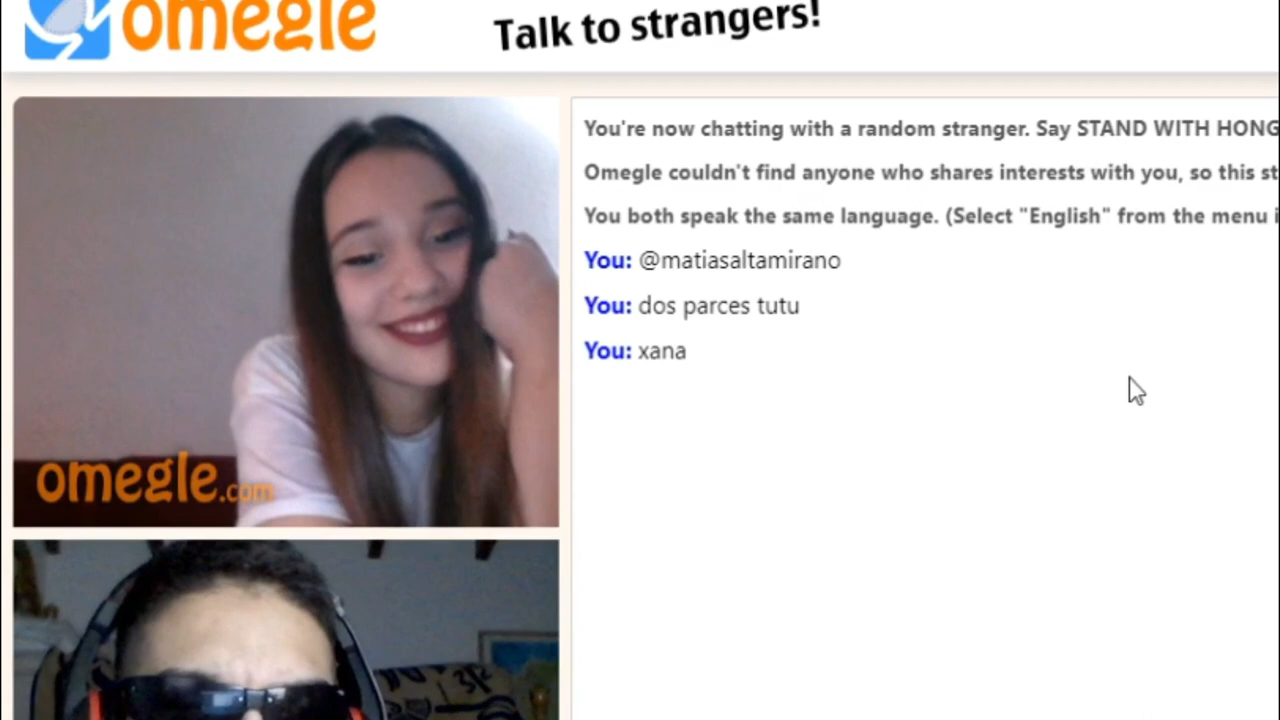 omegle
Talk to strangers!
You're now chatting with a random stranger. Say STAND WITH HONG
Omegle couldn't find anyone who shares interests with you, so this st
You both speak the same language. (Select "English" from the menu i
You: @matiasaltamirano
You: dos parces tutu
You: xana
omegle.com